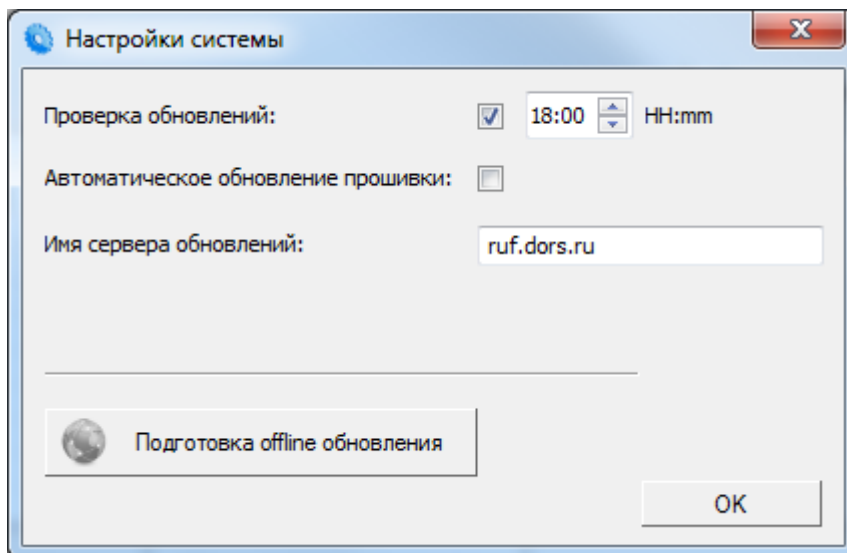 Настройки системы
Проверка обновлений: 18:00 HH:mm
Автоматическое обновление прошивки:
Имя сервера обновлений: ruf.dors.ru
Подготовка offline обновления
OK